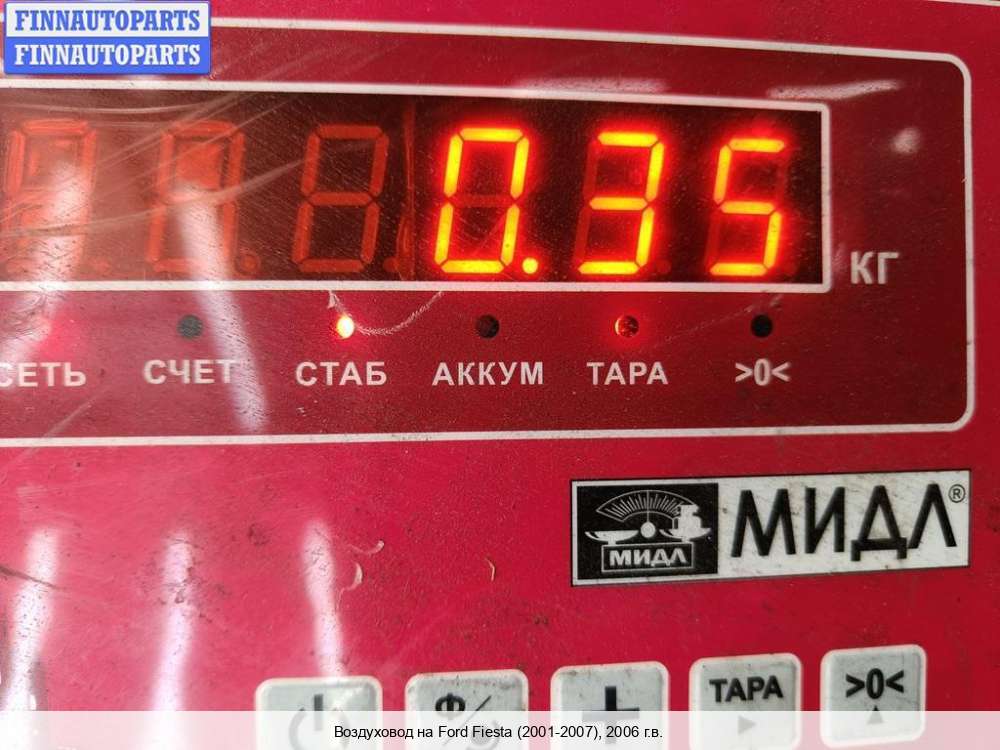 FINNAUTOPARTS
FINNAUTOPARTS
0.35
КГ
СЕТЬ СЧЕТ СТАБ АККУМ ТАРА >0<
МИДЛ МИДЛ®
Ф/
+ ТАРА >0<
Воздуховод на Ford Fiesta (2001-2007), 2006 г.в.